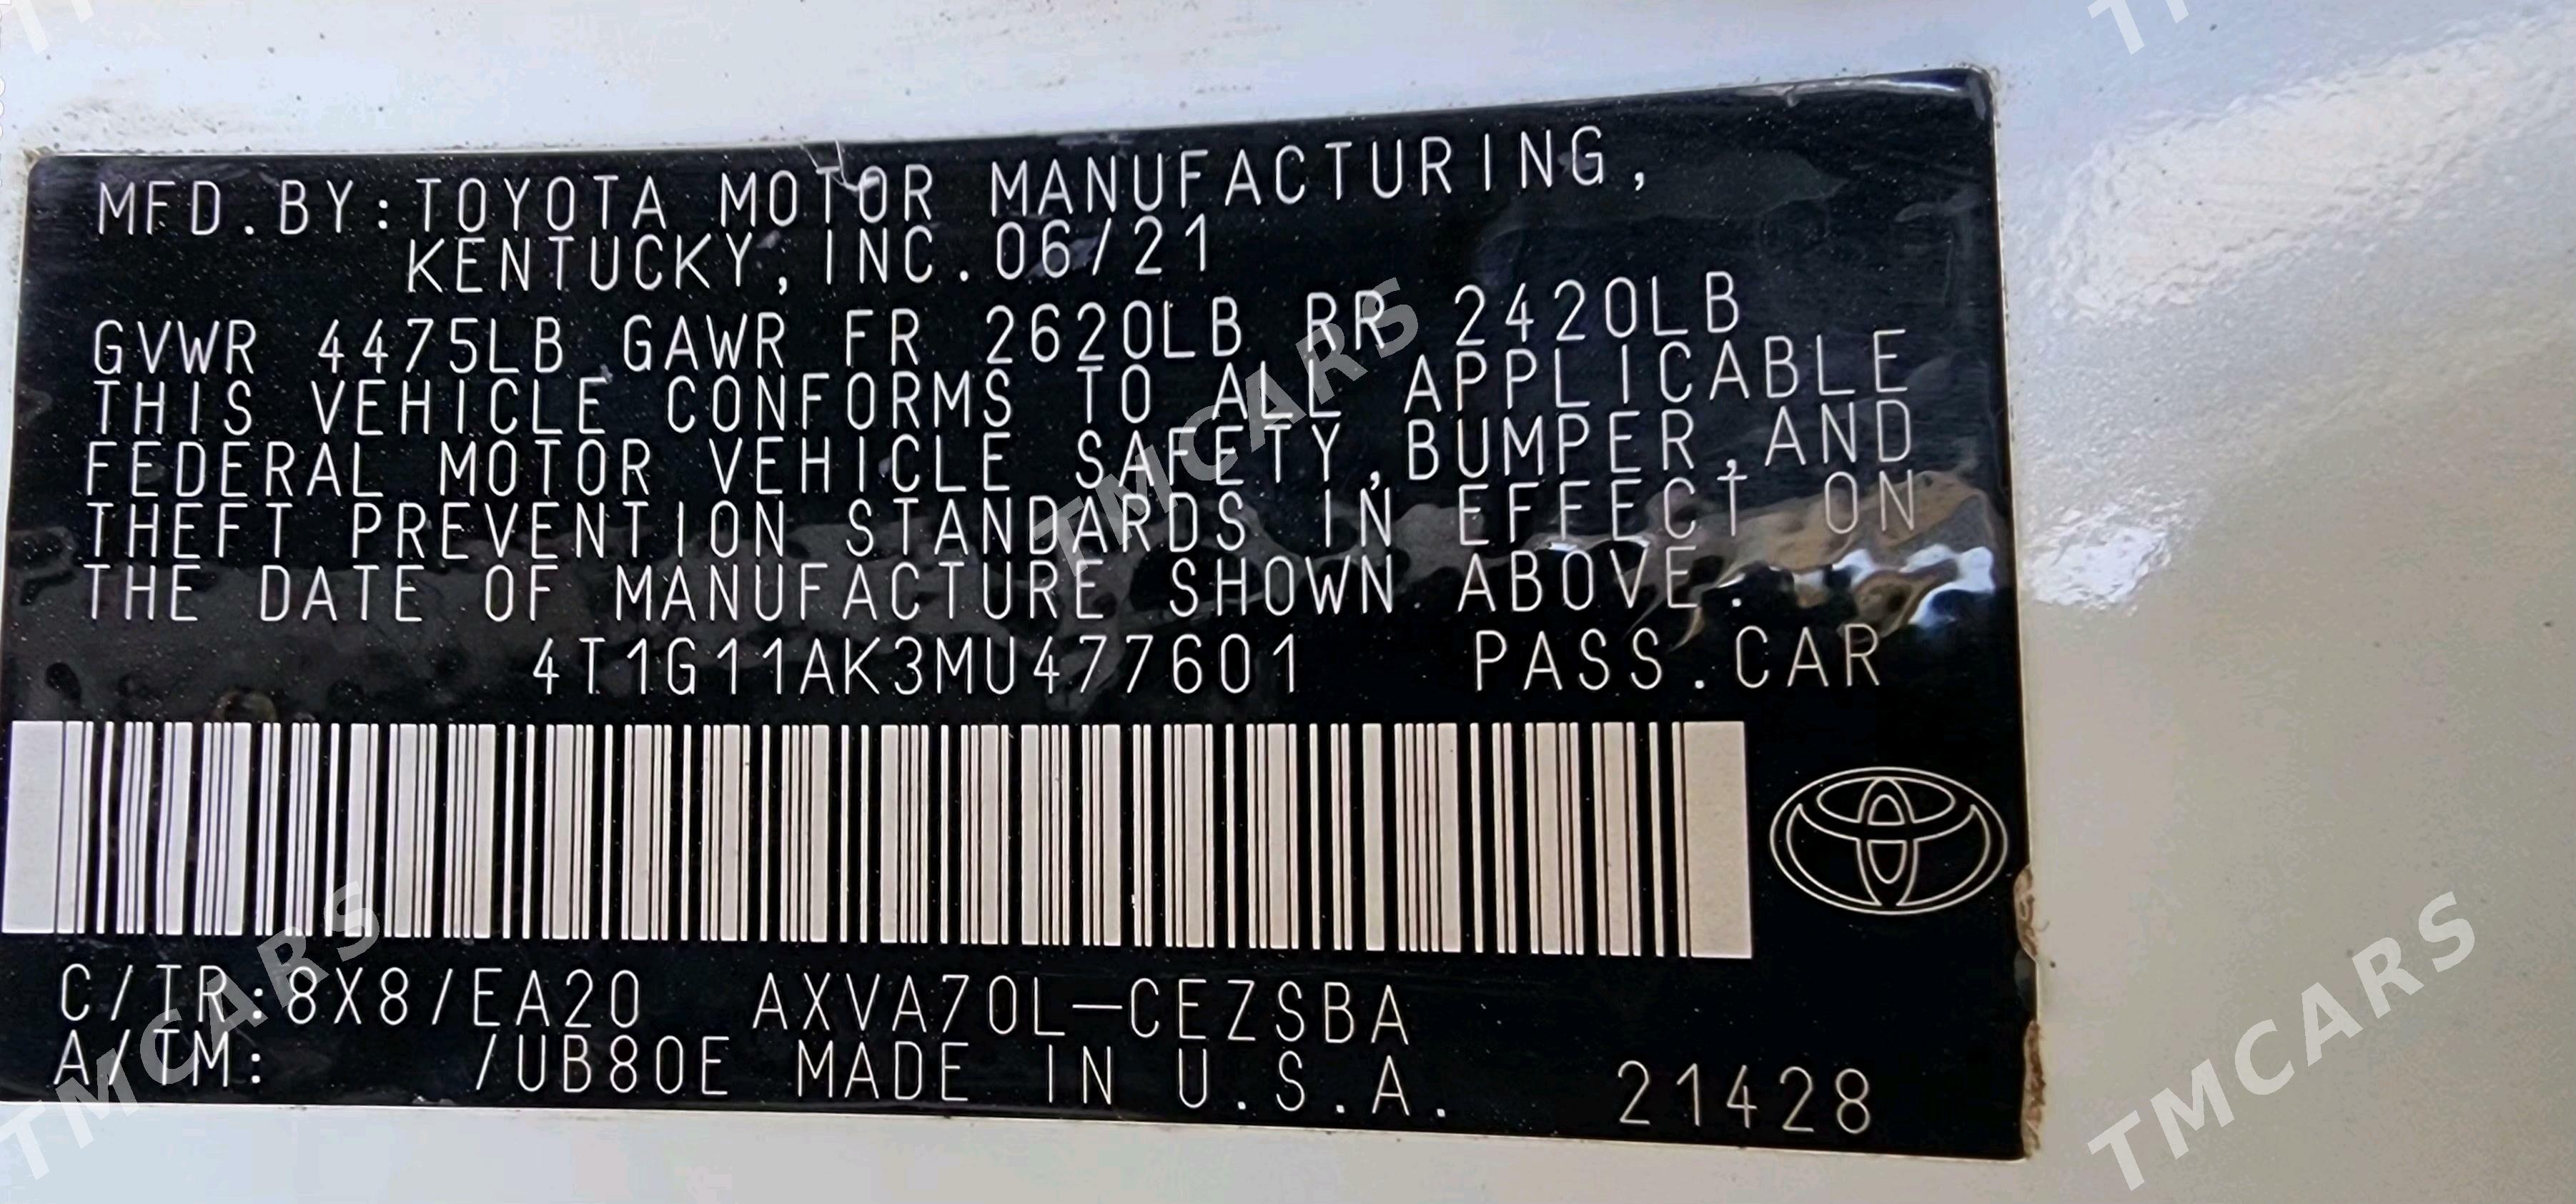 MFD.BY:TOYOTA MOTOR MANUFACTURING,
KENTUCKY, INC.06/21
GVWR 4475LB GAWR FR 2620LB RR 2420LB
THIS VEHICLE CONFORMS TO ALL APPLICABLE
FEDERAL MOTOR VEHICLE SAFETY,BUMPER,AND
THEFT PREVENTION STANDARDS IN EFFECT ON
THE DATE OF MANUFACTURE SHOWN ABOVE.
4T1G11AK3MU477601 PASS.CAR
C/TR:8X8/EA20 AXVA70L-CEZSBA
A/TM: /UB80E MADE IN U.S.A. 21428
TMCARS
TMCARS
TMCARS